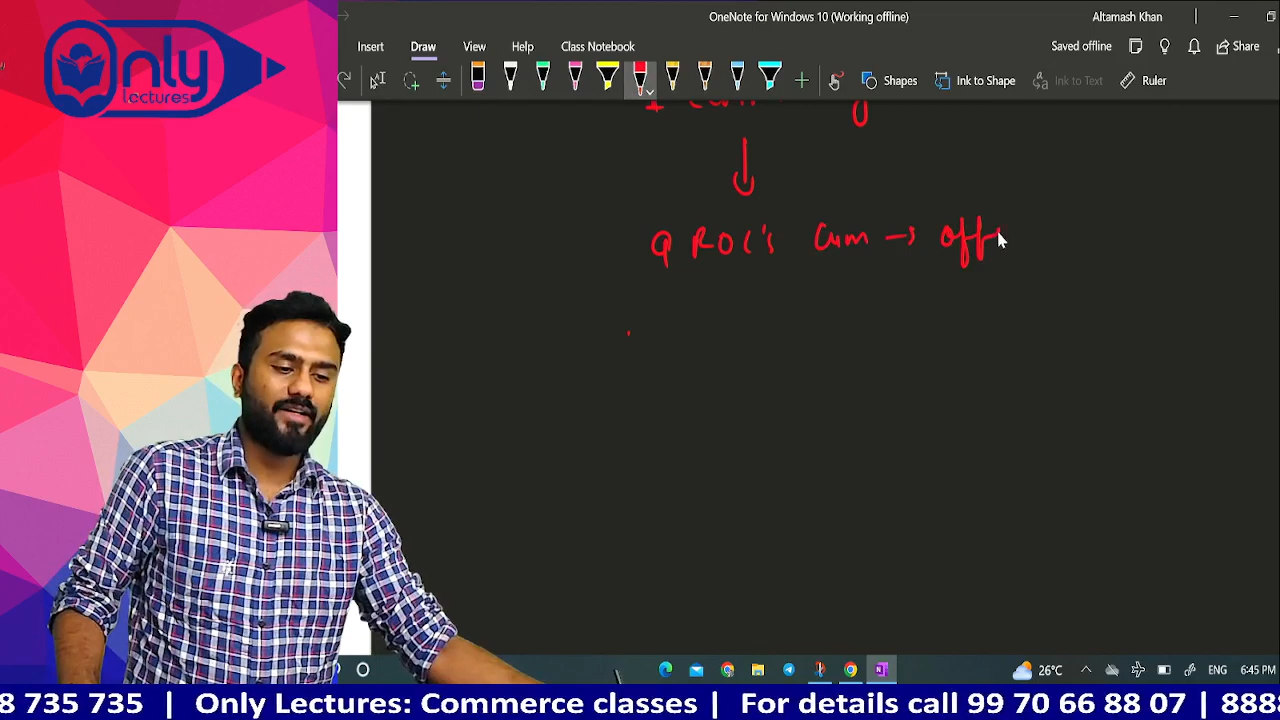 OneNote for Windows 10 (Working offline)
Altamash Khan
Only
lectures
Insert Draw View Help Class Notebook
Saved offline
Share
Shapes
Ink to Shape
Ink to Text
Ruler
9 ROC's Cum → Off
26°C
ENG
6:45 PM
8 735 735 | Only Lectures: Commerce classes | For details call 99 70 66 88 07 | 888